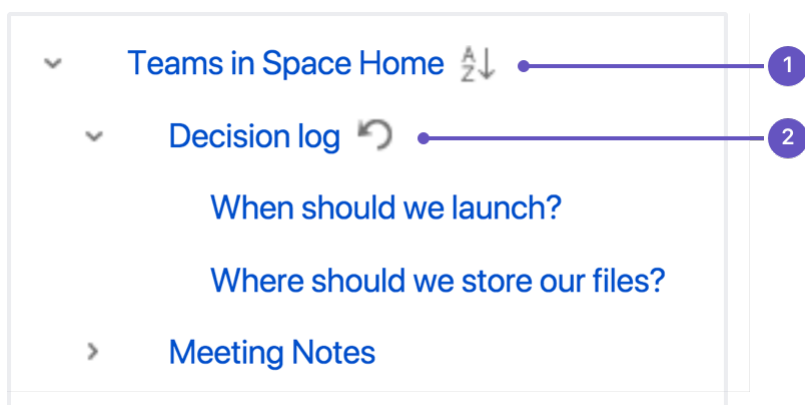 Teams in Space Home AZ 1
Decision log 2
When should we launch?
Where should we store our files?
Meeting Notes